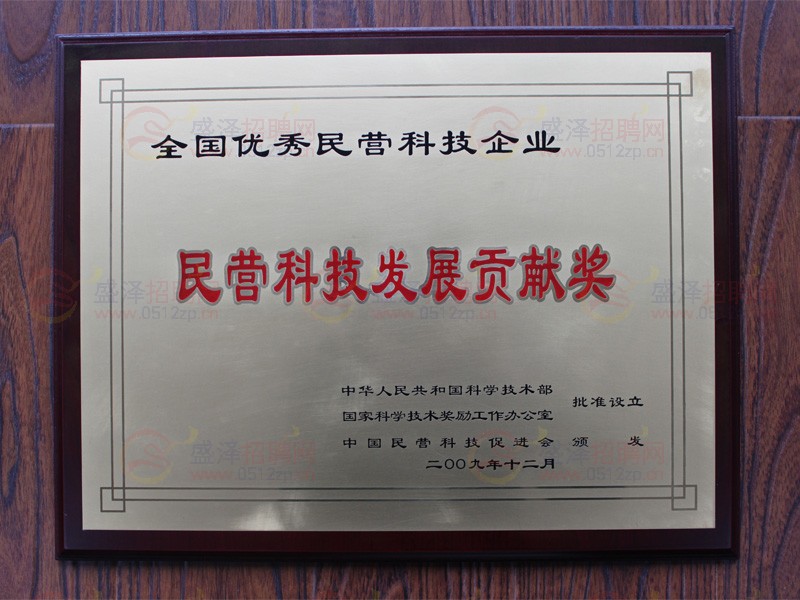 全国优秀民营科技企业
民营科技发展贡献奖
中华人民共和国科学技术部
国家科学技术奖励工作办公室 批准设立
中国民营科技促进会 颁发
二00九年十二月
盛泽招聘网
www.0512zp.cn